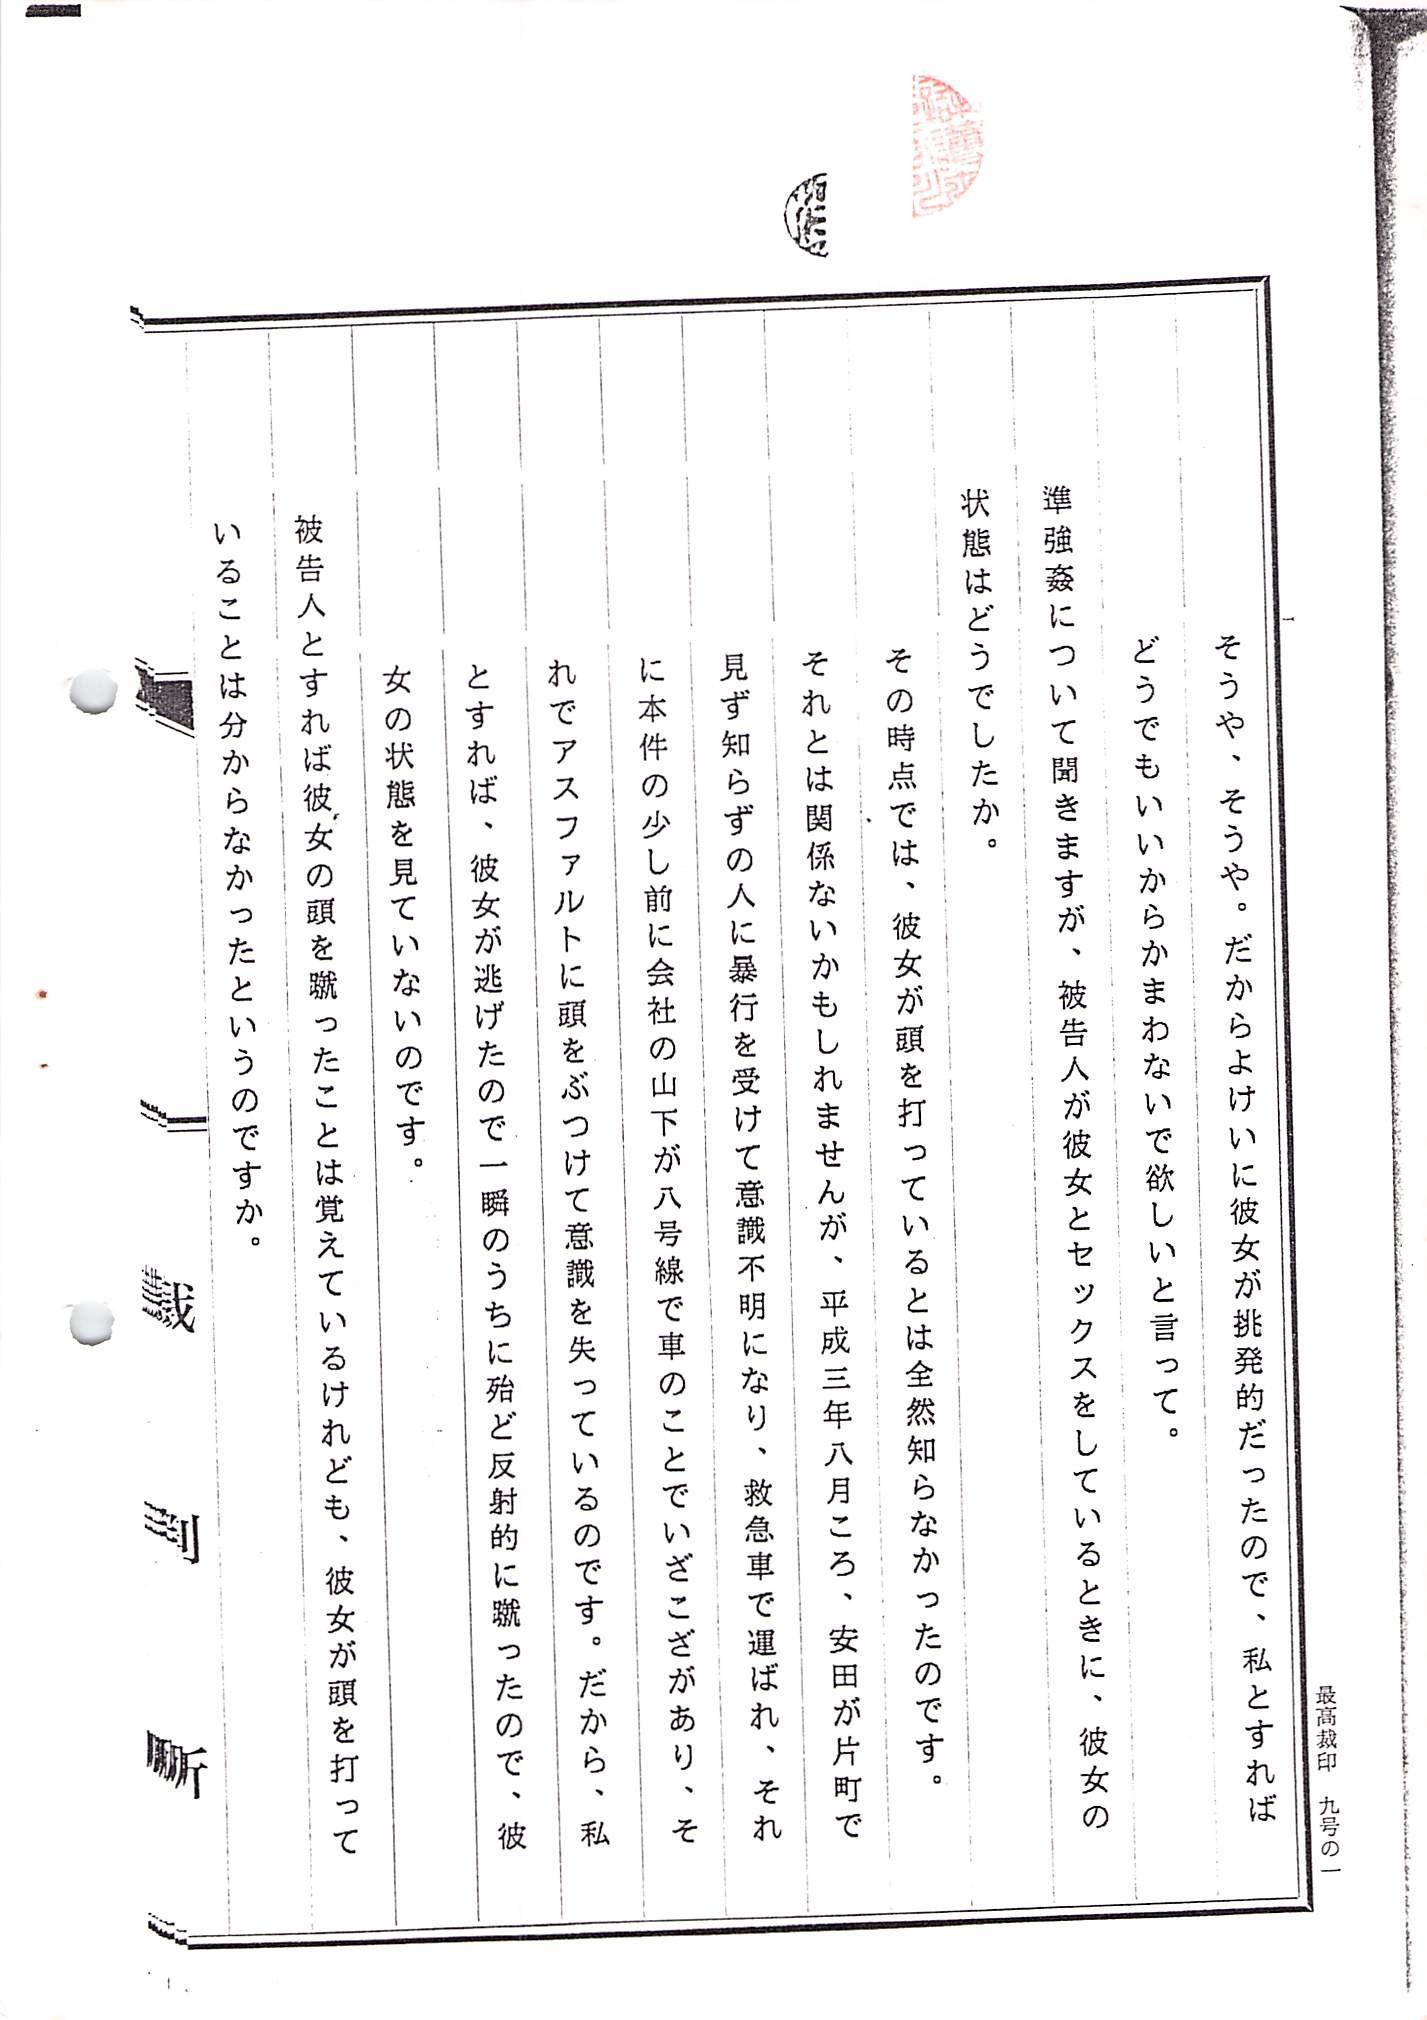 そうや、そうや。だからよけいに彼女が挑発的だったので、私とすれば
どうでもいいからかまわないで欲しいと言って。
準強姦について聞きますが、被告人が彼女とセックスをしているときに、彼女の
状態はどうでしたか。
その時点では、彼女が頭を打っているとは全然知らなかったのです。
それとは関係ないかもしれませんが、平成三年八月ころ、安田が片町で
見ず知らずの人に暴行を受けて意識不明になり、救急車で運ばれ、それ
に本件の少し前に会社の山下が八号線で車のことでいざこざがあり、そ
れでアスファルトに頭をぶつけて意識を失っているのです。だから、私
とすれば、彼女が逃げたので一瞬のうちに殆ど反射的に蹴ったので、彼
女の状態を見ていないのです。
被告人とすれば彼女の頭を蹴ったことは覚えているけれども、彼女が頭を打って
いることは分からなかったというのですか。
裁判所
最高裁印 九号の一